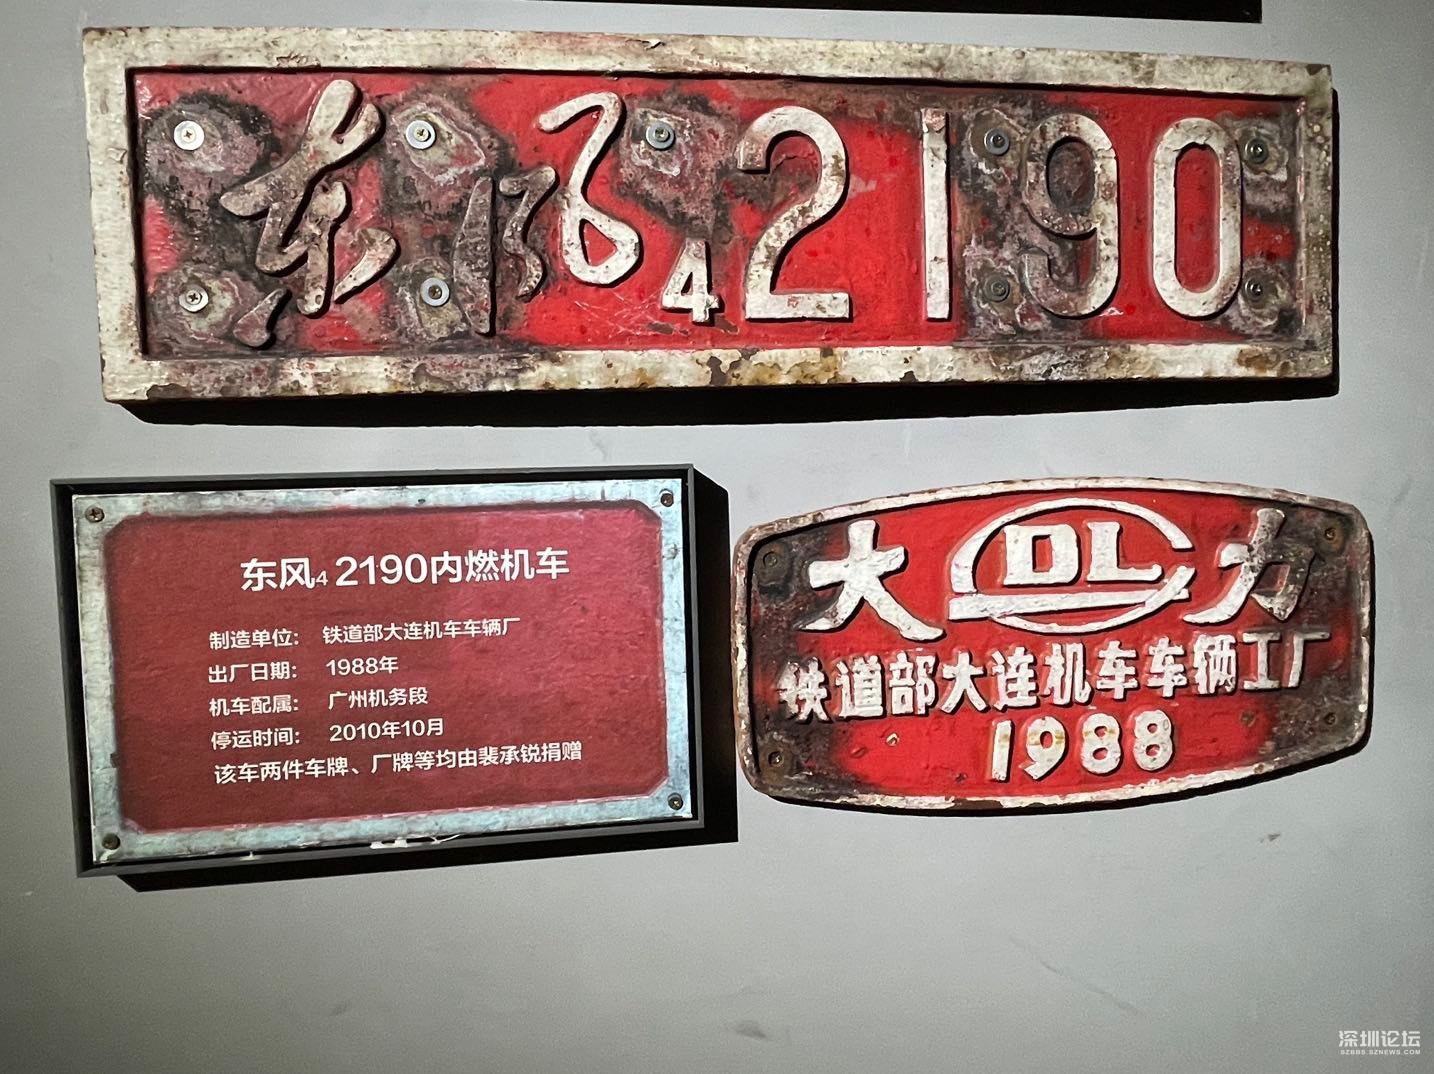 东风4 2190
东风4 2190内燃机车
制造单位： 铁道部大连机车车辆厂
出厂日期： 1988年
机车配属： 广州机务段
停运时间： 2010年10月
该车两件车牌、厂牌等均由裴承锐捐赠
大 DL 力
铁道部大连机车车辆工厂
1988
深圳论坛
SZBBS.SZNEWS.COM